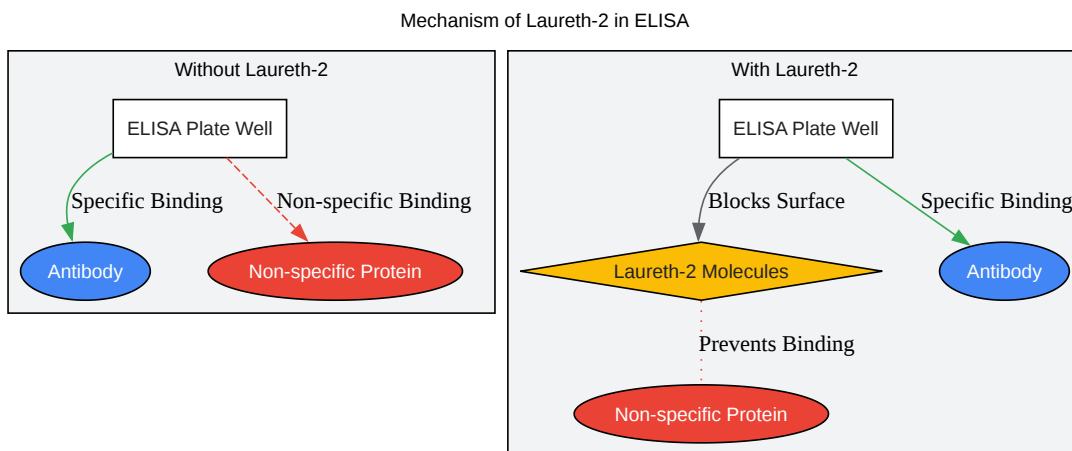 Mechanism of Laureth-2 in ELISA
Without Laureth-2
ELISA Plate Well
Specific Binding
Non-specific Binding
Antibody
Non-specific Protein
With Laureth-2
ELISA Plate Well
Blocks Surface
Specific Binding
Laureth-2 Molecules
Antibody
Prevents Binding
Non-specific Protein